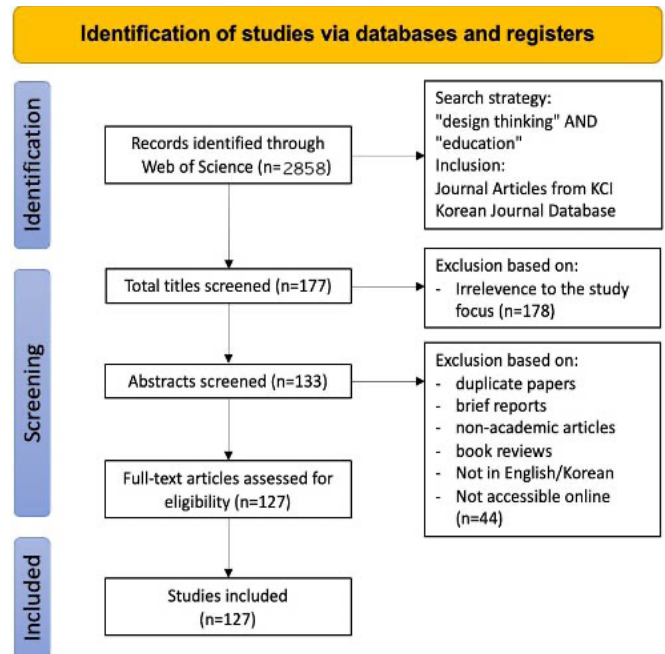 Identification of studies via databases and registers
Identification
Records identified through
Web of Science (n=2858)
Search strategy:
"design thinking" AND
"education"
Inclusion:
Journal Articles from KCI
Korean Journal Database
Screening
Total titles screened (n=177)
Exclusion based on:
- Irrelevence to the study
focus (n=178)
Abstracts screened (n=133)
Exclusion based on:
- duplicate papers
- brief reports
- non-academic articles
- book reviews
- Not in English/Korean
- Not accessible online
(n=44)
Full-text articles assessed for
eligibility (n=127)
Included
Studies included
(n=127)